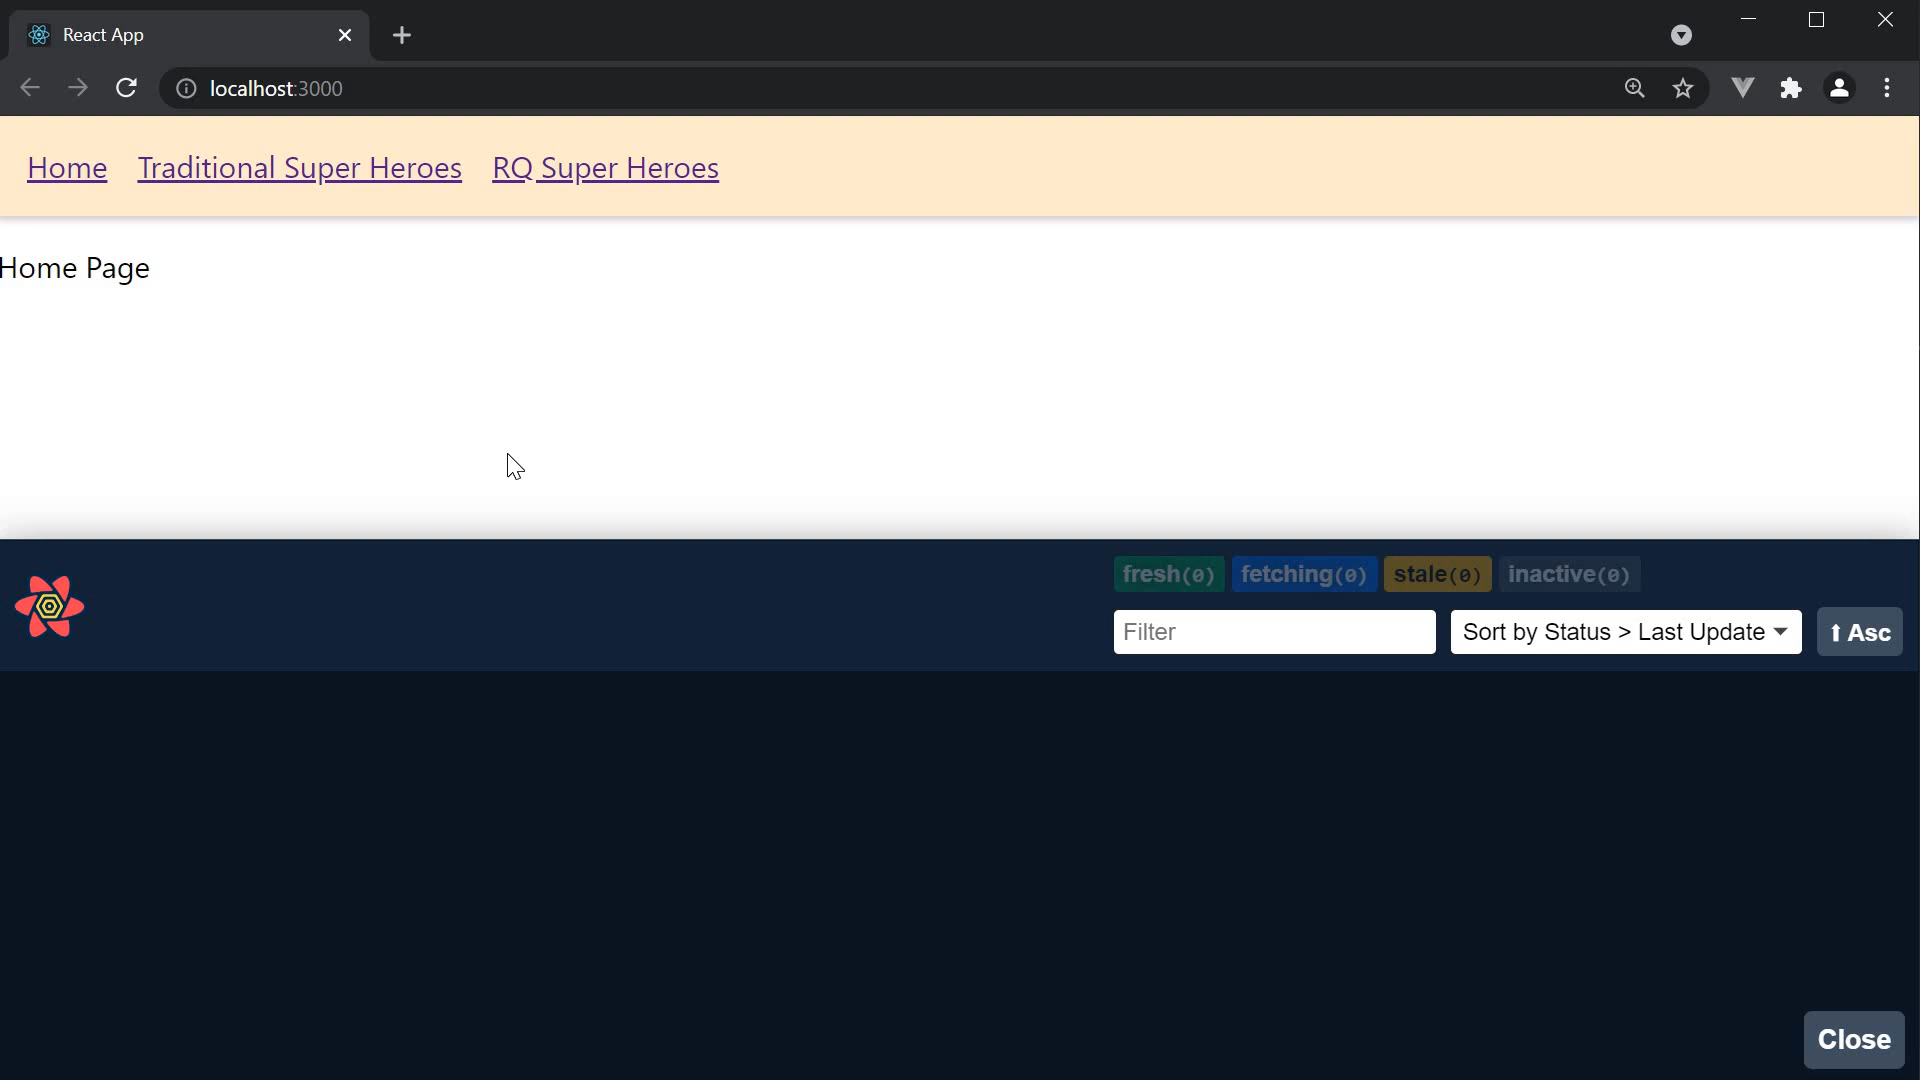 React App
localhost:3000
Home Traditional Super Heroes RQ Super Heroes
Home Page
fresh(0) fetching(0) stale(0) inactive(0)
Filter Sort by Status > Last Update ⬆ Asc
Close